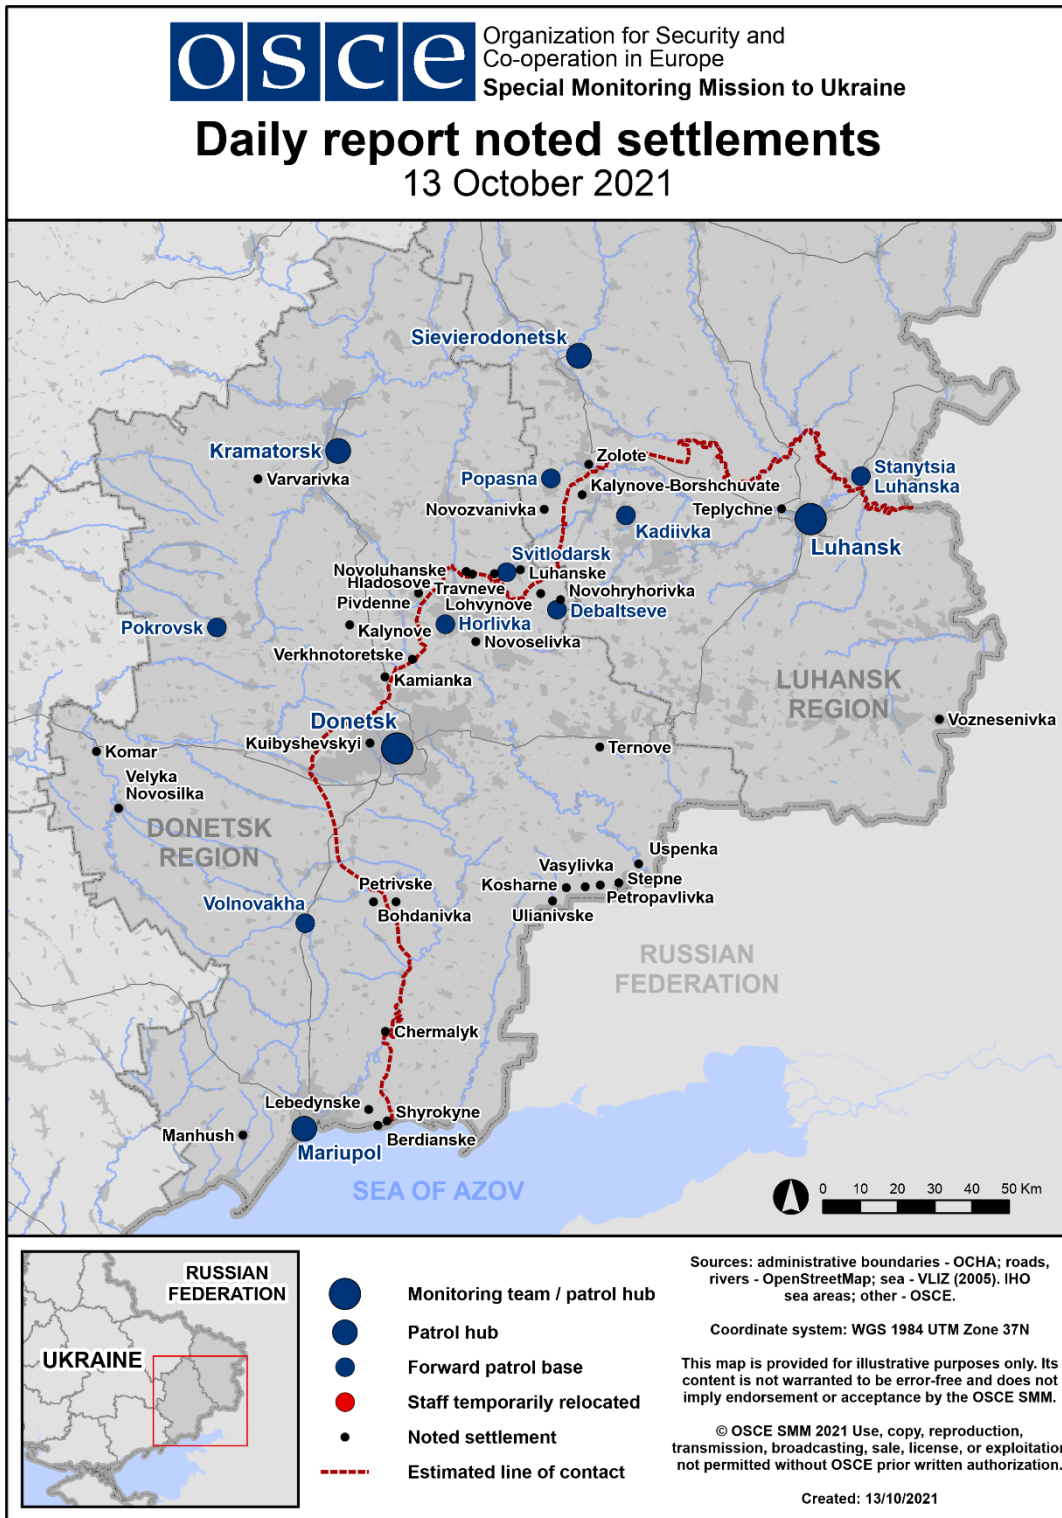 osce
Organization for Security and
Co-operation in Europe
Special Monitoring Mission to Ukraine
Daily report noted settlements
13 October 2021
Sievierodonetsk
Kramatorsk
Varvarivka
Zolote
Popasna
Kalynove-Borshchuvate
Novozvanivka
Kadiivka
Teplychne
Stanytsia
Luhanska
Luhansk
Svitlodarsk
Novoluhanske
Luhanske
Hladosove
Travneve
Novohryhorivka
Pivdenne
Lohvynove
Debaltseve
Pokrovsk
Kalynove
Horlivka
Novoselivka
Verkhnotoretske
Kamianka
LUHANSK
REGION
Donetsk
Voznesenivka
Kuibyshevskyi
Komar
Ternove
Velyka
Novosilka
DONETSK
REGION
Uspenka
Vasylivka
Stepne
Kosharne
Petropavlivka
Ulianivske
Petrivske
Bohdanivka
Volnovakha
RUSSIAN
FEDERATION
Chermalyk
Lebedynske
Shyrokyne
Manhush
Berdianske
Mariupol
SEA OF AZOV
0 10 20 30 40 50 Km
RUSSIAN
FEDERATION
UKRAINE
Monitoring team / patrol hub
Patrol hub
Forward patrol base
Staff temporarily relocated
Noted settlement
Estimated line of contact
Sources: administrative boundaries - OCHA; roads,
rivers - OpenStreetMap; sea - VLIZ (2005). IHO
sea areas; other - OSCE.
Coordinate system: WGS 1984 UTM Zone 37N
This map is provided for illustrative purposes only. Its
content is not warranted to be error-free and does not
imply endorsement or acceptance by the OSCE SMM.
© OSCE SMM 2021 Use, copy, reproduction,
transmission, broadcasting, sale, license, or exploitation
not permitted without OSCE prior written authorization.
Created: 13/10/2021